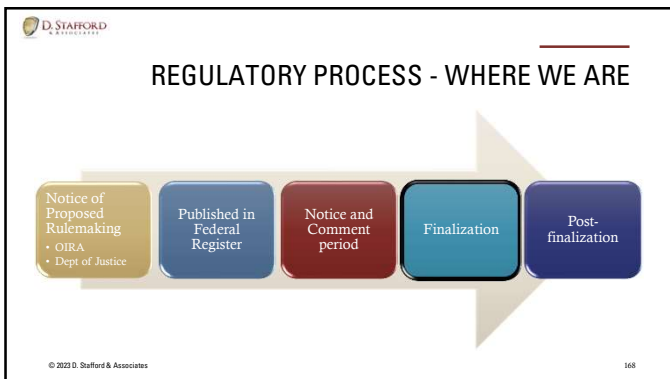 D. STAFFORD
& ASSOCIATES
REGULATORY PROCESS - WHERE WE ARE
Notice of
Proposed
Rulemaking
• OIRA
• Dept of Justice
Published in
Federal
Register
Notice and
Comment
period
Finalization
Post-
finalization
© 2023 D. Stafford & Associates
168